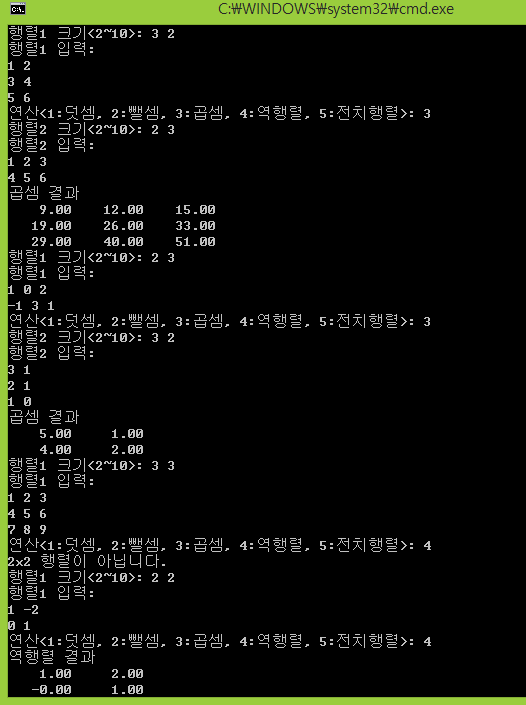 C:\WINDOWS\system32\cmd.exe
행렬1 크기<2~10>: 3 2
행렬1 입력:
1 2
3 4
5 6
연산<1:덧셈, 2:뺄셈, 3:곱셈, 4:역행렬, 5:전치행렬>: 3
행렬2 크기<2~10>: 2 3
행렬2 입력:
1 2 3
4 5 6
곱셈 결과
9.00 12.00 15.00
19.00 26.00 33.00
29.00 40.00 51.00
행렬1 크기<2~10>: 2 3
행렬1 입력:
1 0 2
-1 3 1
연산<1:덧셈, 2:뺄셈, 3:곱셈, 4:역행렬, 5:전치행렬>: 3
행렬2 크기<2~10>: 3 2
행렬2 입력:
3 1
2 1
1 0
곱셈 결과
5.00 1.00
4.00 2.00
행렬1 크기<2~10>: 3 3
행렬1 입력:
1 2 3
4 5 6
7 8 9
연산<1:덧셈, 2:뺄셈, 3:곱셈, 4:역행렬, 5:전치행렬>: 4
2x2 행렬이 아닙니다.
행렬1 크기<2~10>: 2 2
행렬1 입력:
1 -2
0 1
연산<1:덧셈, 2:뺄셈, 3:곱셈, 4:역행렬, 5:전치행렬>: 4
역행렬 결과
1.00 2.00
-0.00 1.00